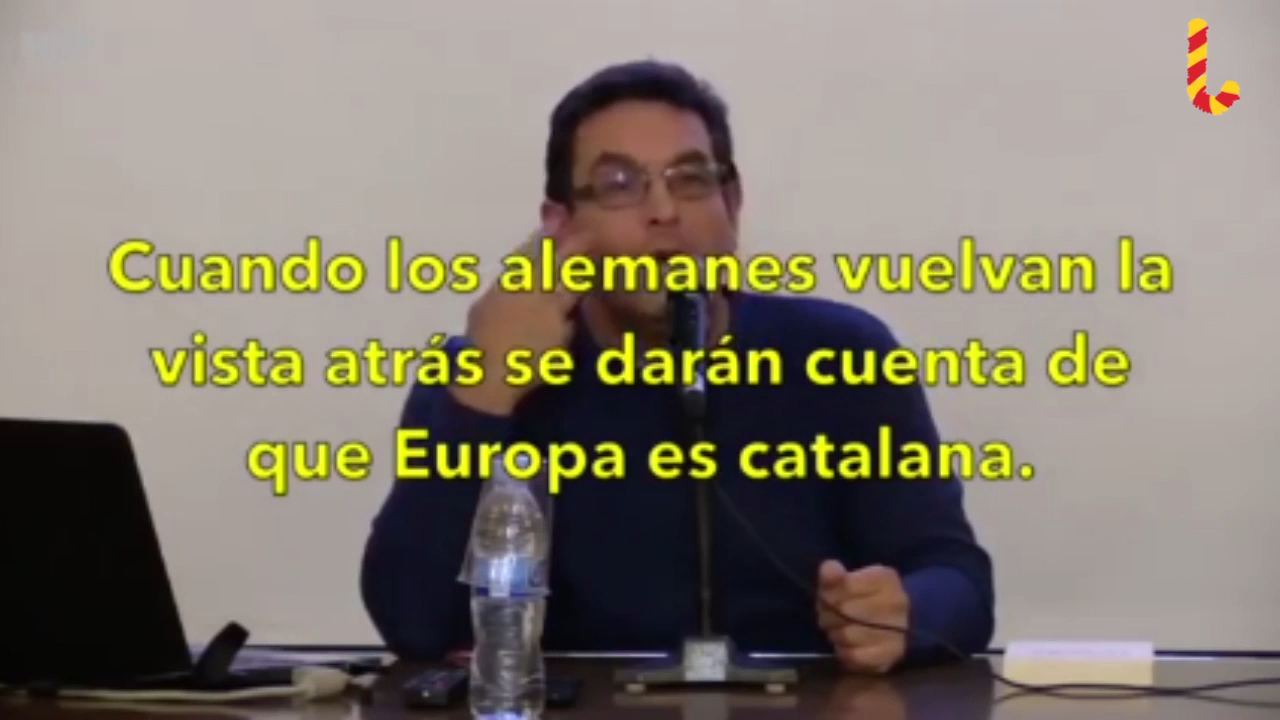 Cuando los alemanes vuelvan la
vista atrás se darán cuenta de
que Europa es catalana.